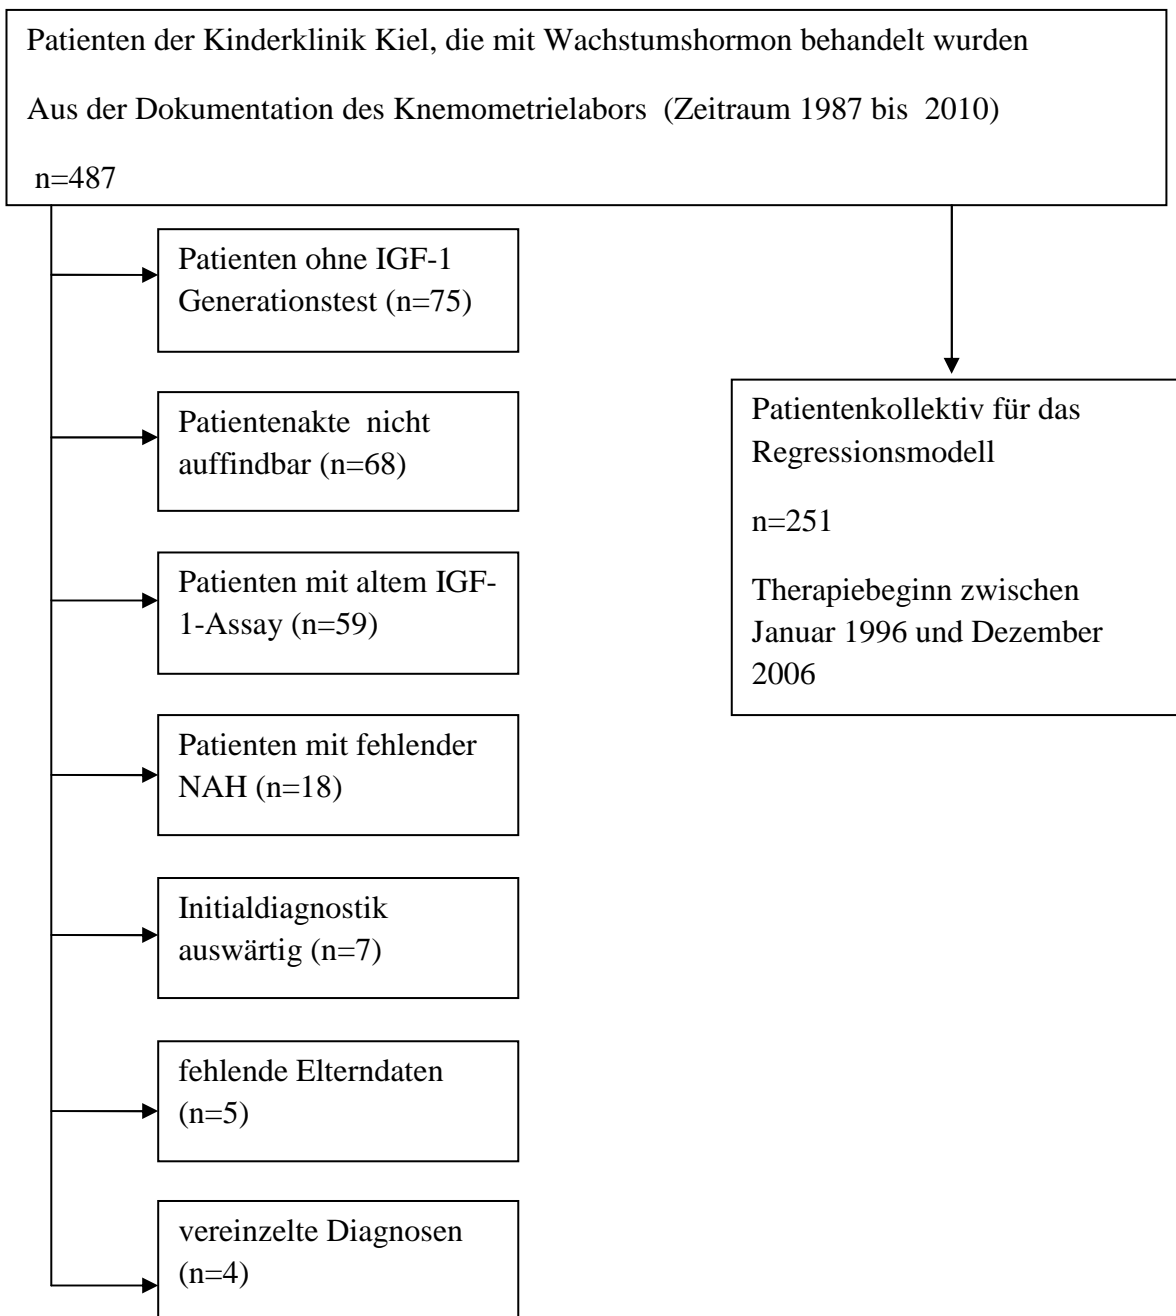 Patienten der Kinderklinik Kiel, die mit Wachstumshormon behandelt wurden
Aus der Dokumentation des Knemometrielabors (Zeitraum 1987 bis 2010)
n=487
Patienten ohne IGF-1
Generationstest (n=75)
Patientenakte nicht
auffindbar (n=68)
Patienten mit altem IGF-
1-Assay (n=59)
Patienten mit fehlender
NAH (n=18)
Initialdiagnostik
auswärtig (n=7)
fehlende Elterndaten
(n=5)
vereinzelte Diagnosen
(n=4)
Patientenkollektiv für das
Regressionsmodell
n=251
Therapiebeginn zwischen
Januar 1996 und Dezember
2006